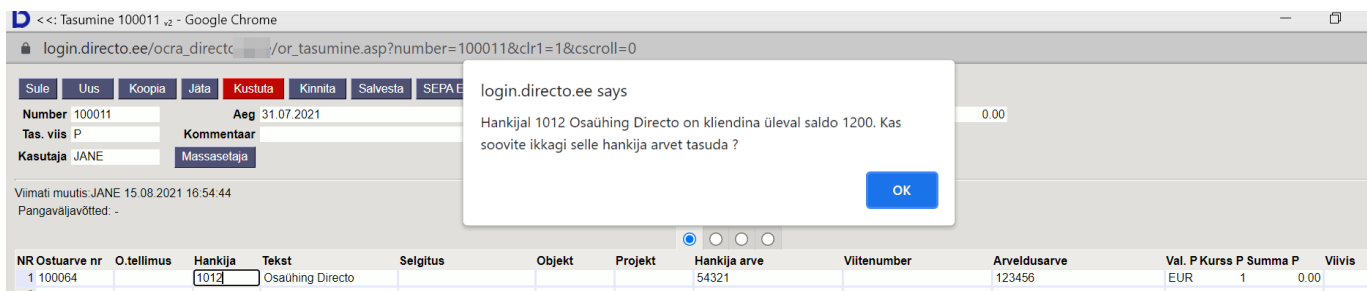 <<: Tasumine 100011 v2 - Google Chrome
login.directo.ee/ocra_directo /or_tasumine.asp?number=100011&clr1=1&cscroll=0
Sule Uus Koopia Jäta Kustuta Kinnita Salvesta SEPA E
login.directo.ee says
Hankijal 1012 Osaühing Directo on kliendina üleval saldo 1200. Kas
soovite ikkagi selle hankija arvet tasuda ?
OK
Number 100011 Aeg 31.07.2021 0.00
Tas. viis P Kommentaar
Kasutaja JANE Massasetaja
Viimati muutis:JANE 15.08.2021 16:54:44
Pangaväljavõtted: -
NR Ostuarve nr O.tellimus Hankija Tekst Selgitus Objekt Projekt Hankija arve Viitenumber Arveldusarve Val. P Kurss P Summa P Viivis
1 100064 1012 Osaühing Directo 54321 123456 EUR 1 0.00